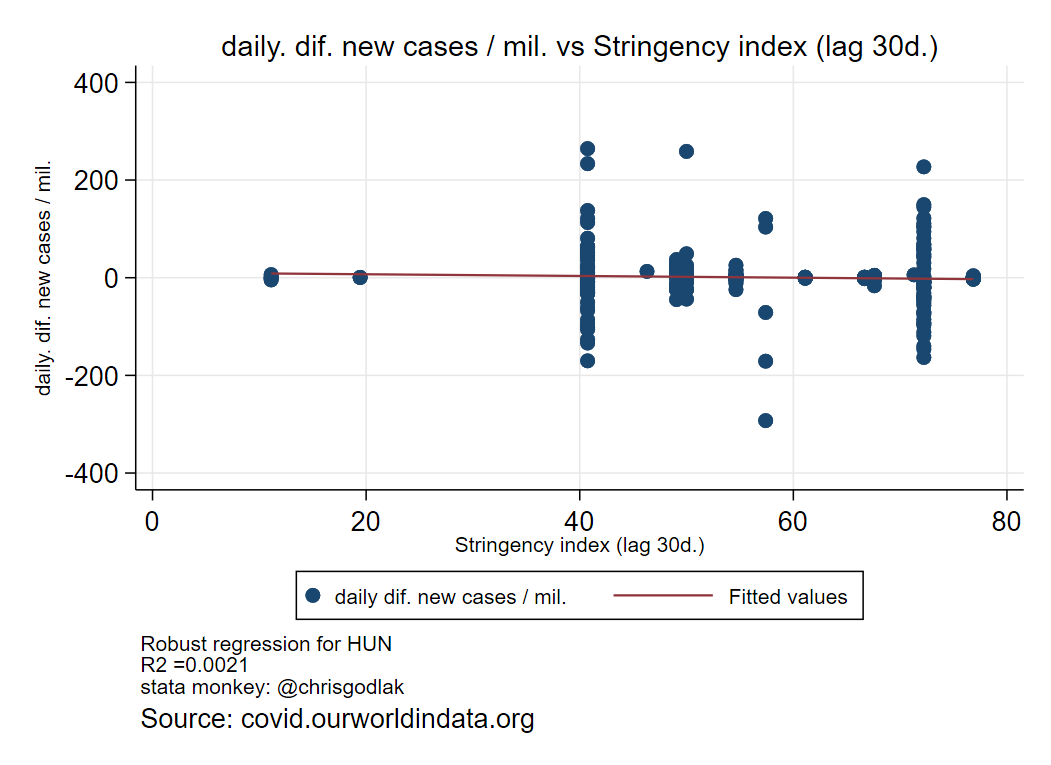 daily. dif. new cases / mil. vs Stringency index (lag 30d.)
daily. dif. new cases / mil.
400
200
0
-200
-400
0 20 40 60 80
Stringency index (lag 30d.)
daily dif. new cases / mil. Fitted values
Robust regression for HUN
R2 =0.0021
stata monkey: @chrisgodlak
Source: covid.ourworldindata.org